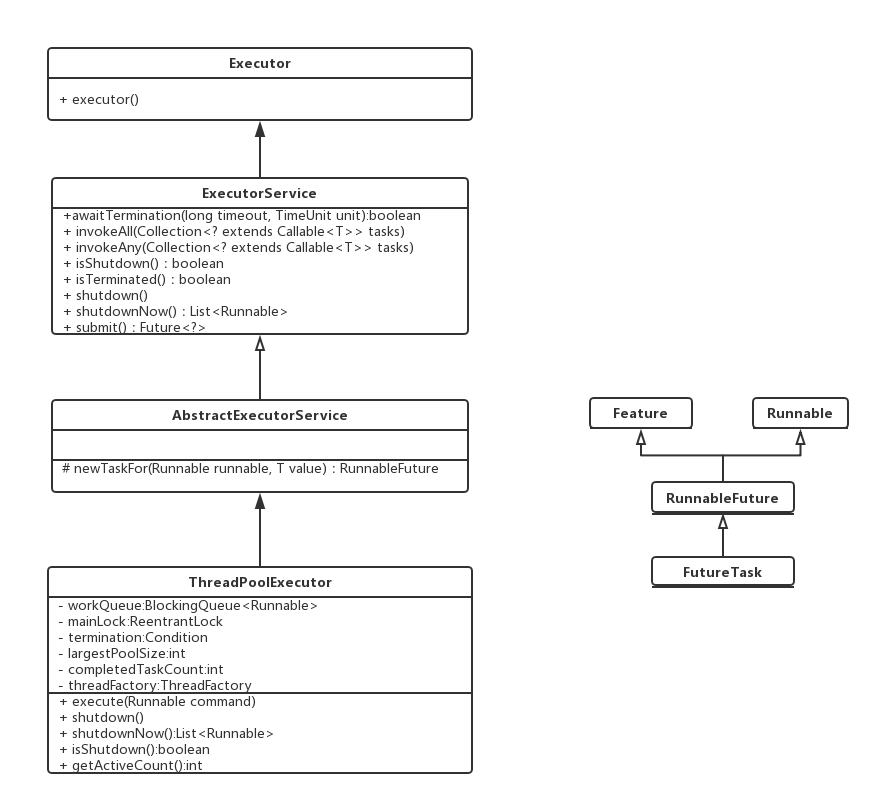 Executor
+ executor()
ExecutorService
+awaitTermination(long timeout, TimeUnit unit):boolean
+ invokeAll(Collection<? extends Callable<T>> tasks)
+ invokeAny(Collection<? extends Callable<T>> tasks)
+ isShutdown() : boolean
+ isTerminated() : boolean
+ shutdown()
+ shutdownNow() : List<Runnable>
+ submit() : Future<?>
AbstractExecutorService
# newTaskFor(Runnable runnable, T value) : RunnableFuture
ThreadPoolExecutor
- workQueue:BlockingQueue<Runnable>
- mainLock:ReentrantLock
- termination:Condition
- largestPoolSize:int
- completedTaskCount:int
- threadFactory:ThreadFactory
+ execute(Runnable command)
+ shutdown()
+ shutdownNow():List<Runnable>
+ isShutdown():boolean
+ getActiveCount():int
Feature
Runnable
RunnableFuture
FutureTask